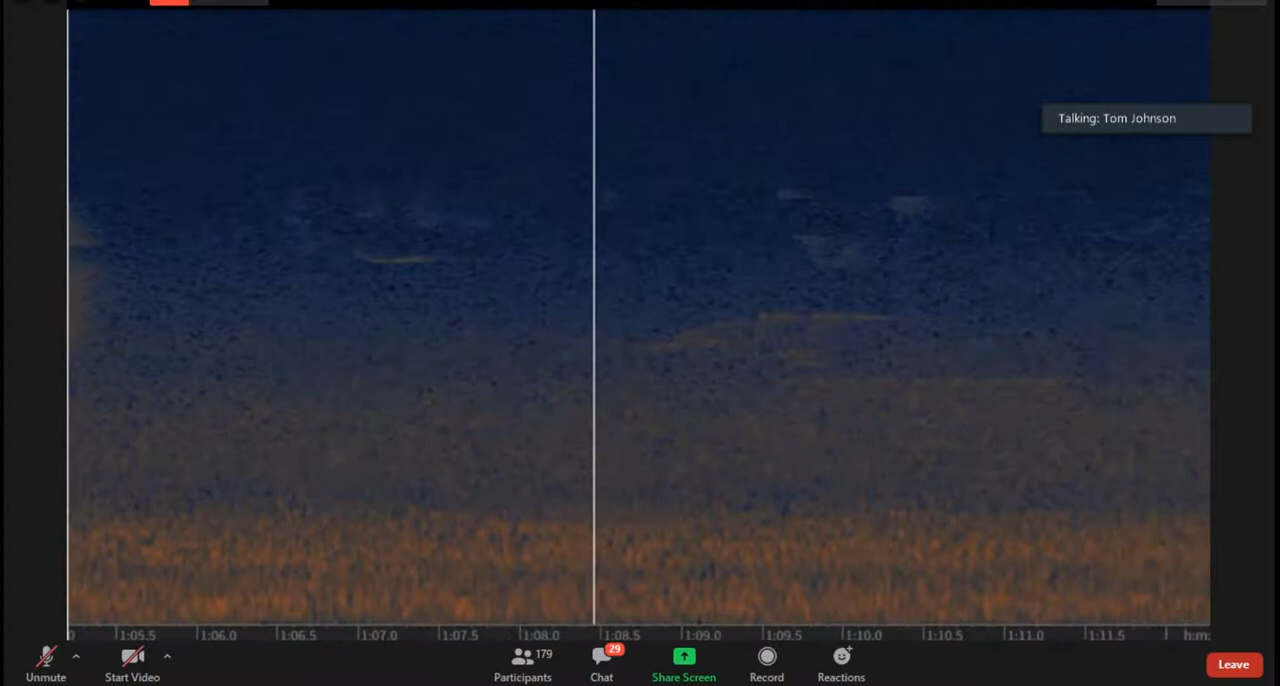 Talking: Tom Johnson
0 1:05.5 1:06.0 1:06.5 1:07.0 1:07.5 1:08.0 1:08.5 1:09.0 1:09.5 1:10.0 1:10.5 1:11.0 1:11.5 h:m:
179 29
Unmute Start Video Participants Chat Share Screen Record Reactions Leave